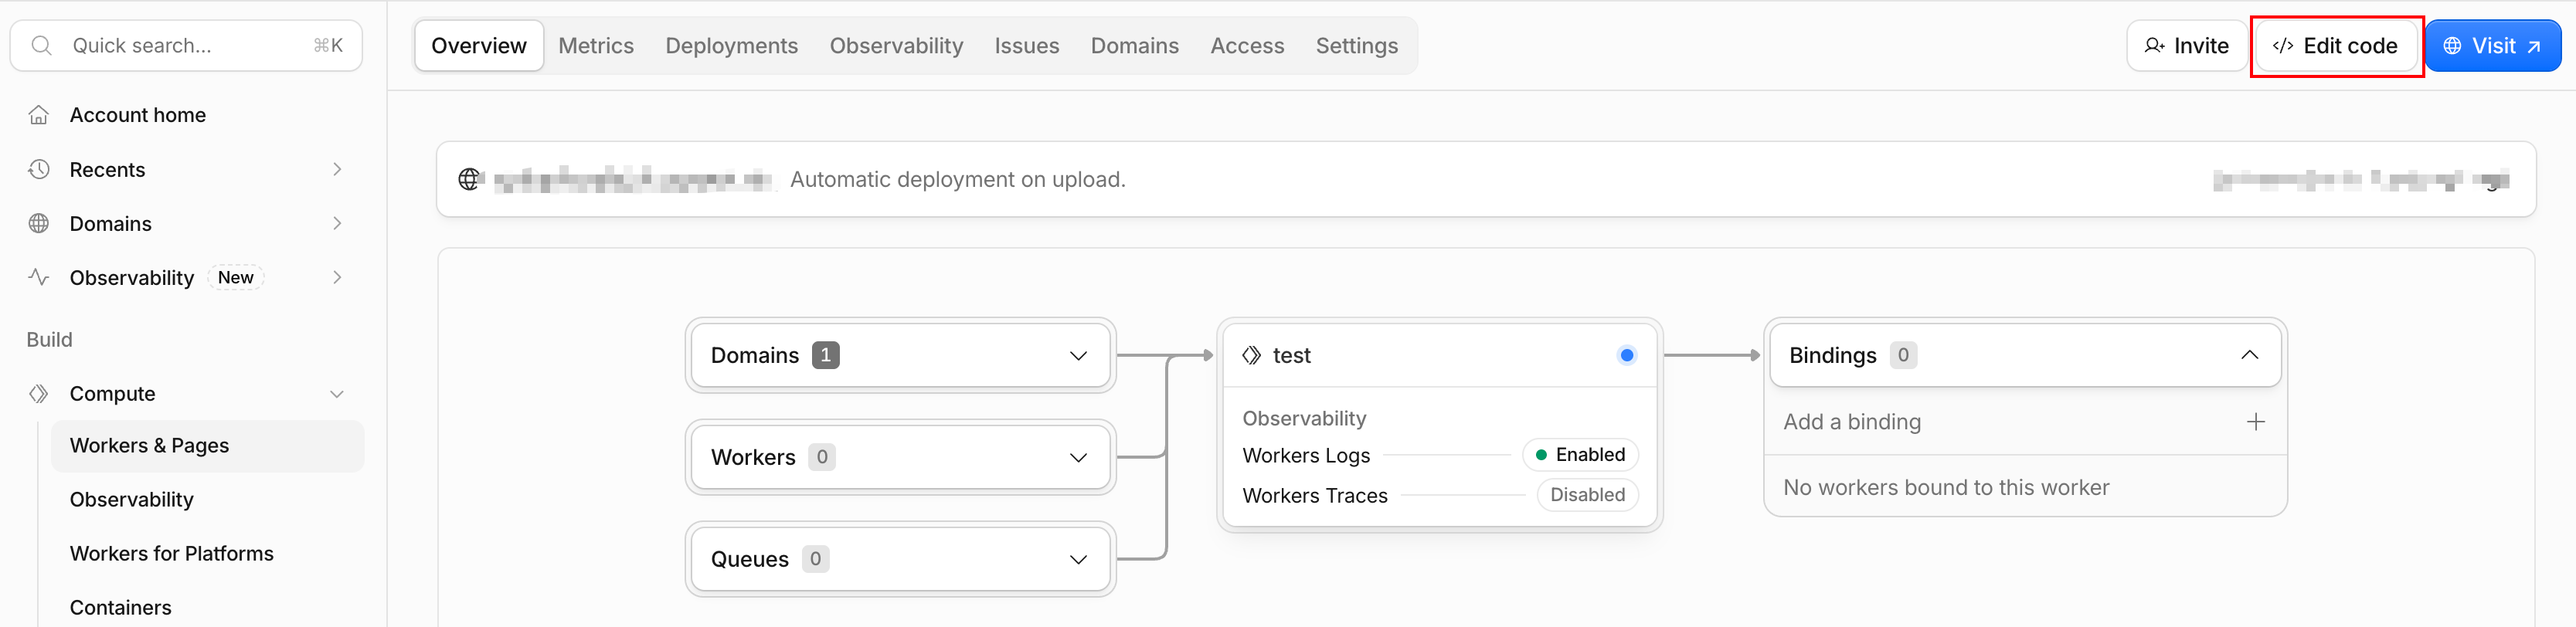 Quick search... ⌘K
Account home
Recents
Domains
Observability New
Build
Compute
Workers & Pages
Observability
Workers for Platforms
Containers
Overview Metrics Deployments Observability Issues Domains Access Settings
Invite </> Edit code Visit ↗
Automatic deployment on upload.
Domains 1
Workers 0
Queues 0
test
Observability
Workers Logs Enabled
Workers Traces Disabled
Bindings 0
Add a binding +
No workers bound to this worker